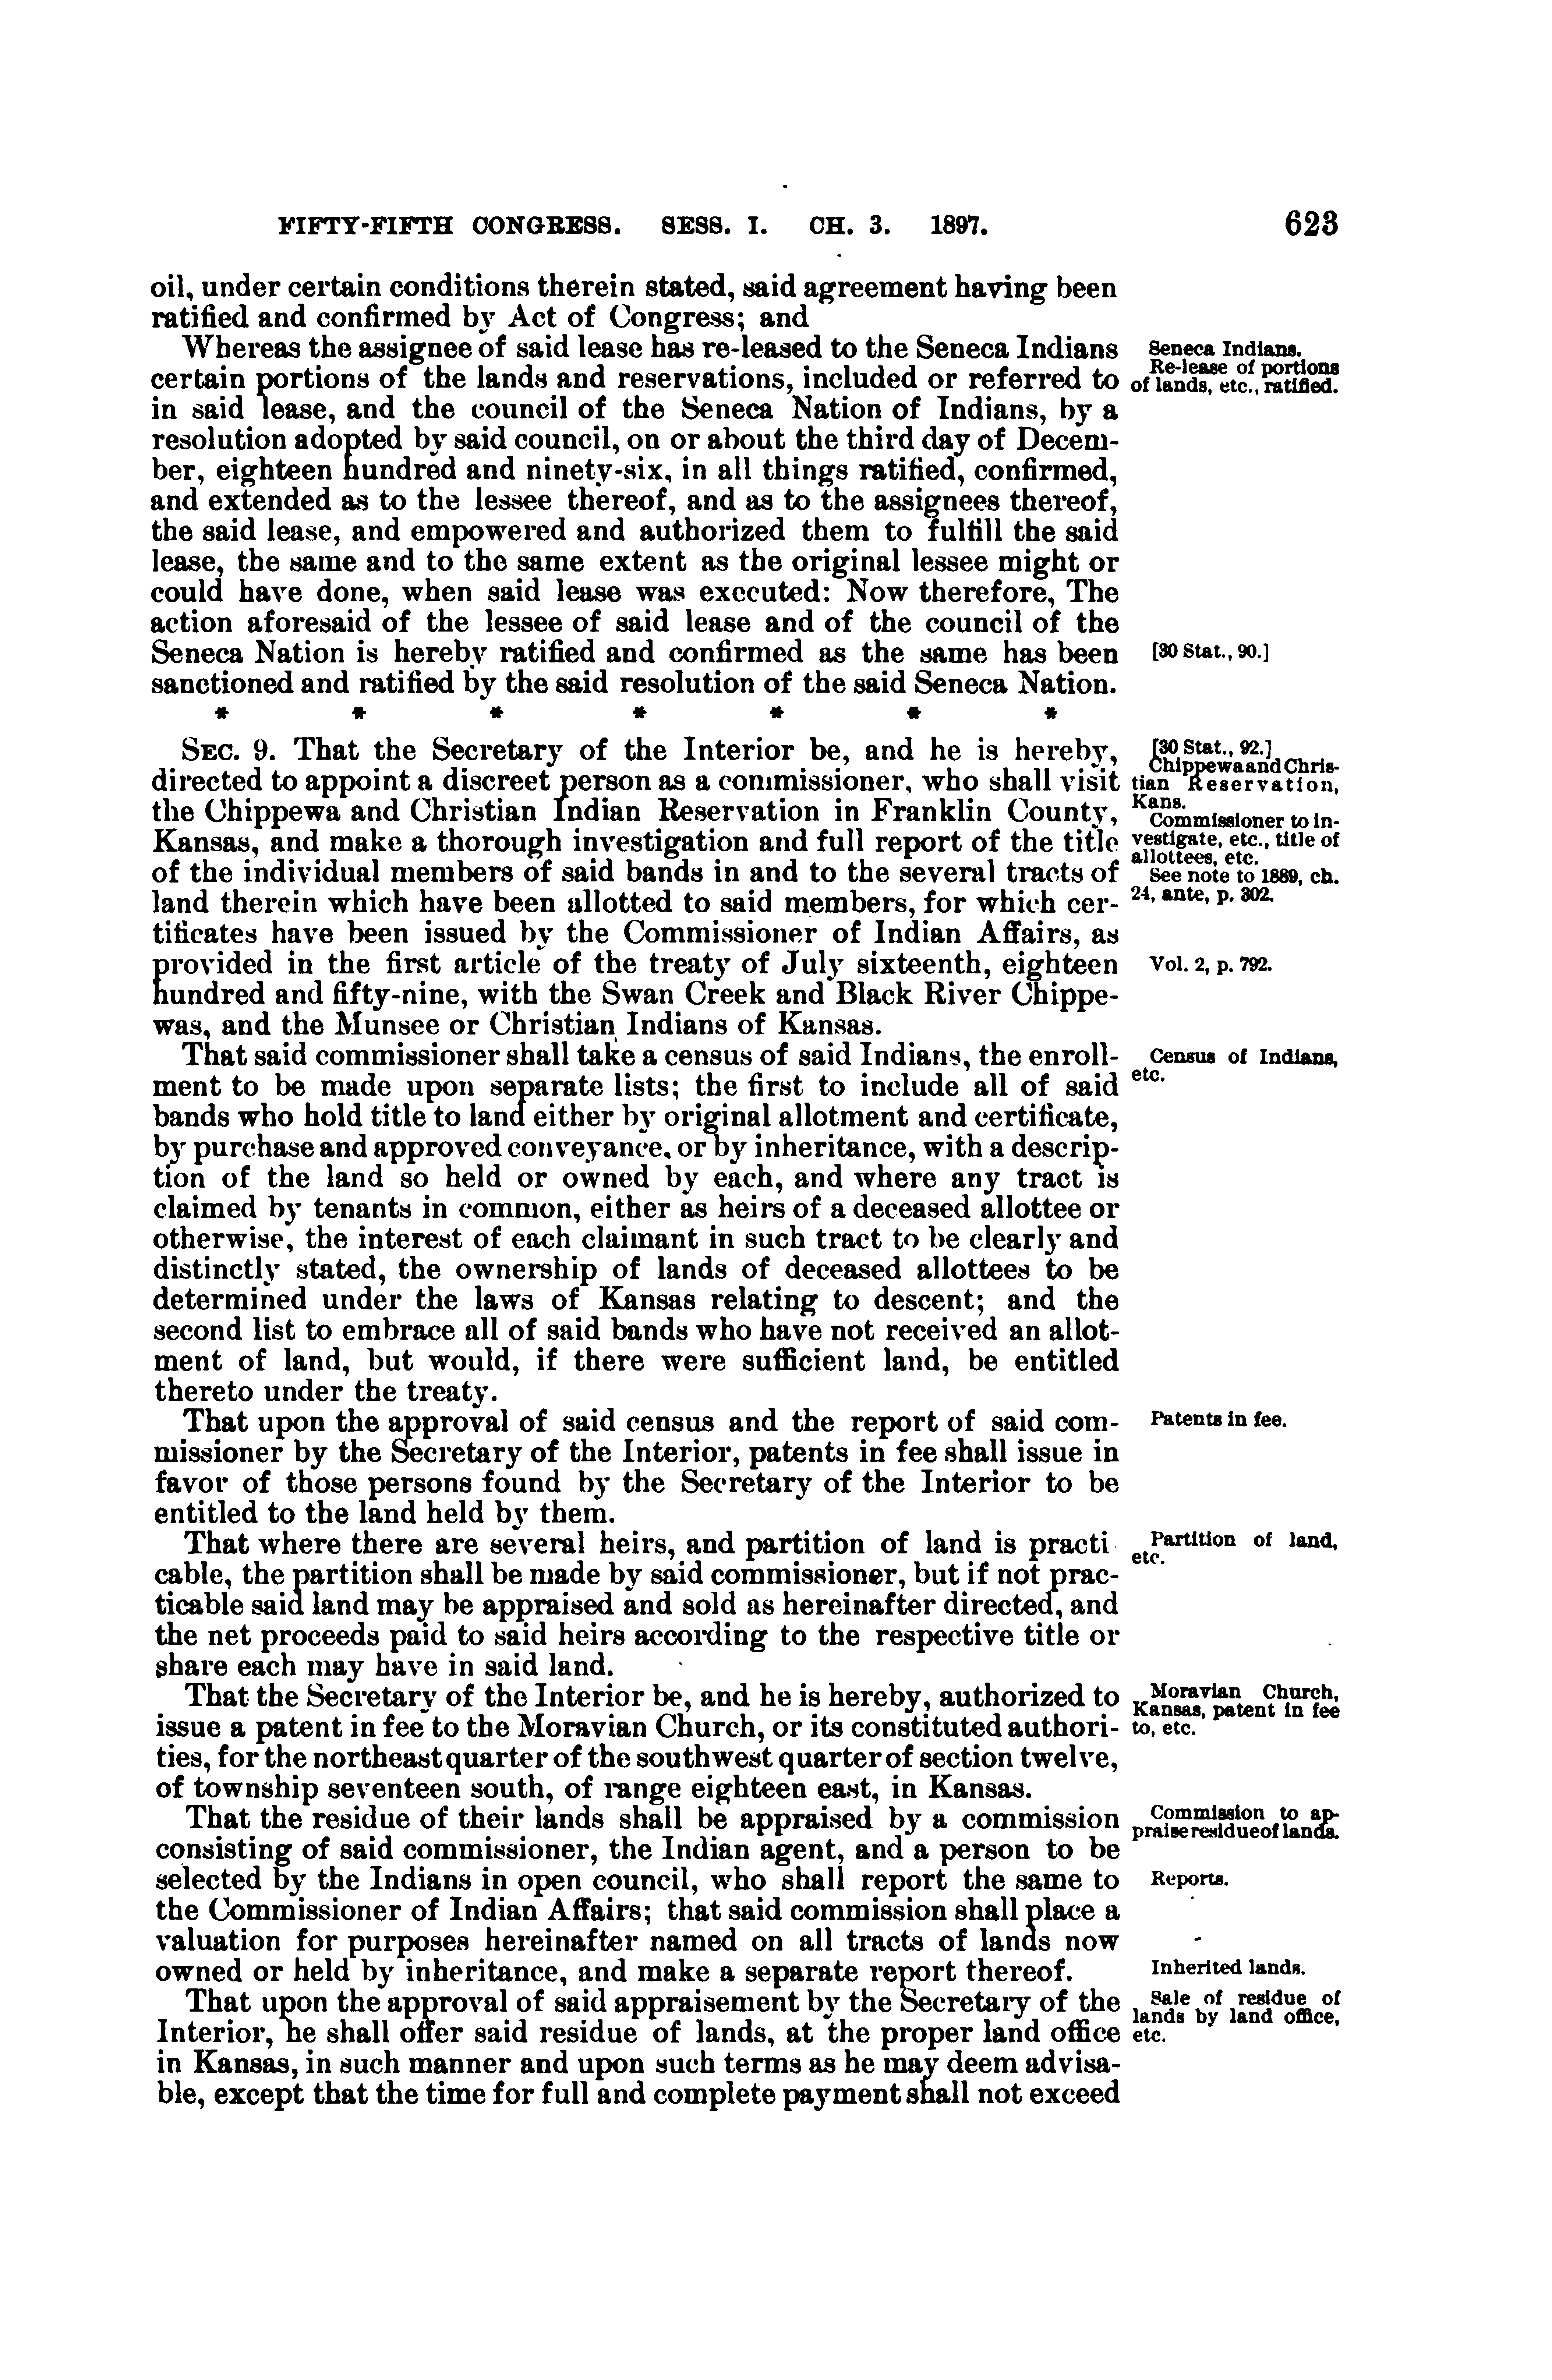 FIFTY-FIFTH CONGRESS. SESS. I. CH. 3. 1897. 623
oil, under certain conditions therein stated, said agreement having been
ratified and confirmed by Act of Congress; and
Whereas the assignee of said lease has re-leased to the Seneca Indians
certain portions of the lands and reservations, included or referred to
in said lease, and the council of the Seneca Nation of Indians, by a
resolution adopted by said council, on or about the third day of Decem-
ber, eighteen hundred and ninety-six, in all things ratified, confirmed,
and extended as to the lessee thereof, and as to the assignees thereof,
the said lease, and empowered and authorized them to fulfill the said
lease, the same and to the same extent as the original lessee might or
could have done, when said lease was executed: Now therefore, The
action aforesaid of the lessee of said lease and of the council of the
Seneca Nation is hereby ratified and confirmed as the same has been
sanctioned and ratified by the said resolution of the said Seneca Nation.
* * * * * * *
SEC. 9. That the Secretary of the Interior be, and he is hereby,
directed to appoint a discreet person as a commissioner, who shall visit
the Chippewa and Christian Indian Reservation in Franklin County,
Kansas, and make a thorough investigation and full report of the title
of the individual members of said bands in and to the several tracts of
land therein which have been allotted to said members, for which cer-
tificates have been issued by the Commissioner of Indian Affairs, as
provided in the first article of the treaty of July sixteenth, eighteen
hundred and fifty-nine, with the Swan Creek and Black River Chippe-
was, and the Munsee or Christian Indians of Kansas.
That said commissioner shall take a census of said Indians, the enroll-
ment to be made upon separate lists; the first to include all of said
bands who hold title to land either by original allotment and certificate,
by purchase and approved conveyance, or by inheritance, with a descrip-
tion of the land so held or owned by each, and where any tract is
claimed by tenants in common, either as heirs of a deceased allottee or
otherwise, the interest of each claimant in such tract to be clearly and
distinctly stated, the ownership of lands of deceased allottees to be
determined under the laws of Kansas relating to descent; and the
second list to embrace all of said bands who have not received an allot-
ment of land, but would, if there were sufficient land, be entitled
thereto under the treaty.
That upon the approval of said census and the report of said com-
missioner by the Secretary of the Interior, patents in fee shall issue in
favor of those persons found by the Secretary of the Interior to be
entitled to the land held by them.
That where there are several heirs, and partition of land is practi
cable, the partition shall be made by said commissioner, but if not prac-
ticable said land may be appraised and sold as hereinafter directed, and
the net proceeds paid to said heirs according to the respective title or
share each may have in said land.
That the Secretary of the Interior be, and he is hereby, authorized to
issue a patent in fee to the Moravian Church, or its constituted authori-
ties, for the northeast quarter of the southwest quarter of section twelve,
of township seventeen south, of range eighteen east, in Kansas.
That the residue of their lands shall be appraised by a commission
consisting of said commissioner, the Indian agent, and a person to be
selected by the Indians in open council, who shall report the same to
the Commissioner of Indian Affairs; that said commission shall place a
valuation for purposes hereinafter named on all tracts of lands now
owned or held by inheritance, and make a separate report thereof.
That upon the approval of said appraisement by the Secretary of the
Interior, he shall offer said residue of lands, at the proper land office
in Kansas, in such manner and upon such terms as he may deem advisa-
ble, except that the time for full and complete payment shall not exceed
Seneca Indians.
Re-lease of portions
of lands, etc., ratified.
[30 Stat., 90.]
[30 Stat., 92.]
Chippewa and Chris-
tian Reservation,
Kans.
Commissioner to in-
vestigate, etc., title of
allottees, etc.
See note to 1889, ch.
24, ante, p. 302.
Vol. 2, p. 792.
Census of Indians,
etc.
Patents in fee.
Partition of land,
etc.
Moravian Church,
Kansas, patent in fee
to, etc.
Commission to ap-
praise residue of lands.
Reports.
Inherited lands.
Sale of residue of
lands by land office,
etc.